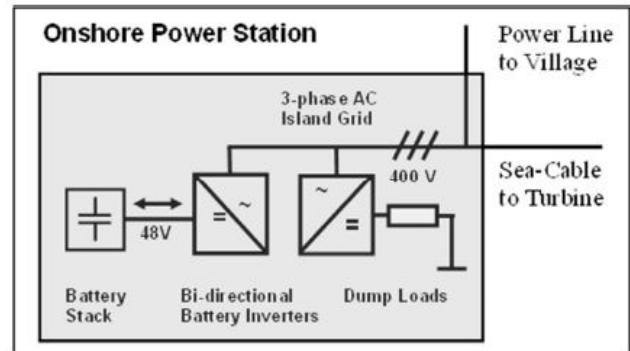 Onshore Power Station
Power Line
to Village
3-phase AC
Island Grid
400 V
Sea-Cable
to Turbine
~
=
~
=
48V
Battery
Stack
Bi-directional
Battery Inverters
Dump Loads